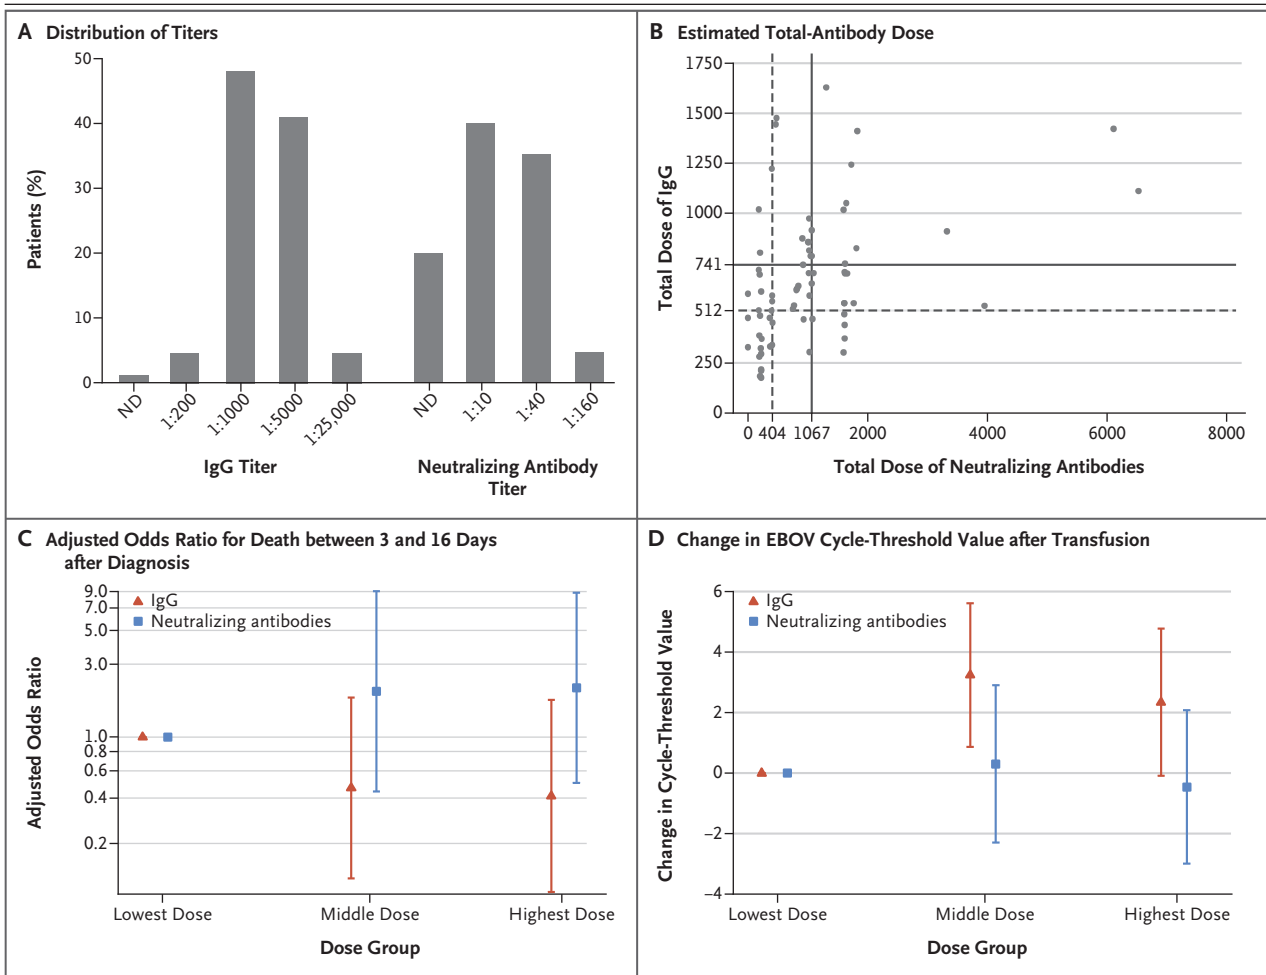 A Distribution of Titers
50
40
30
20
10
0
Patients (%)
ND
1:200
1:1000
1:5000
1:25,000
ND
1:10
1:40
1:160
IgG Titer
Neutralizing Antibody
Titer
B Estimated Total-Antibody Dose
1750
1500
1250
1000
741
512
250
0
Total Dose of IgG
0 404 1067 2000 4000 6000 8000
Total Dose of Neutralizing Antibodies
C Adjusted Odds Ratio for Death between 3 and 16 Days
after Diagnosis
9.0
7.0
5.0
3.0
1.0
0.8
0.6
0.4
0.2
Adjusted Odds Ratio
IgG
Neutralizing antibodies
Lowest Dose Middle Dose Highest Dose
Dose Group
D Change in EBOV Cycle-Threshold Value after Transfusion
6
4
2
0
−2
−4
Change in Cycle-Threshold Value
IgG
Neutralizing antibodies
Lowest Dose Middle Dose Highest Dose
Dose Group